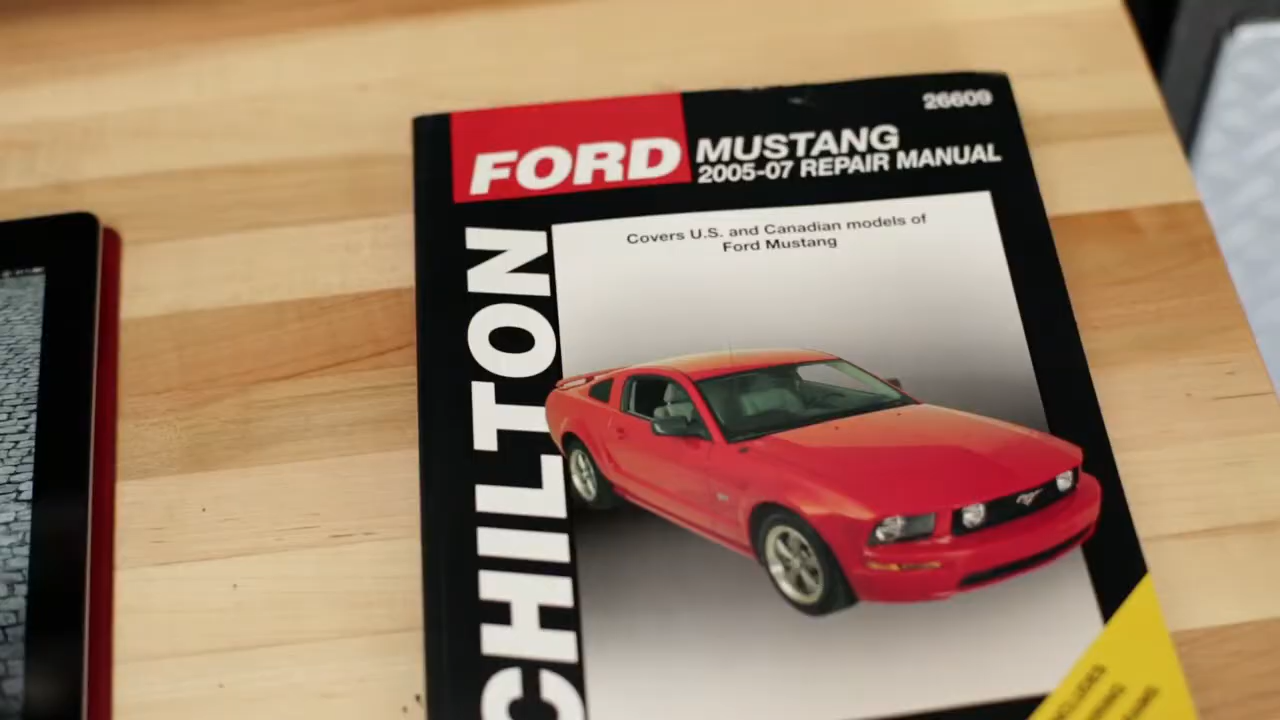 26609
FORD
MUSTANG
2005-07 REPAIR MANUAL
Covers U.S. and Canadian models of
Ford Mustang
CHILTON